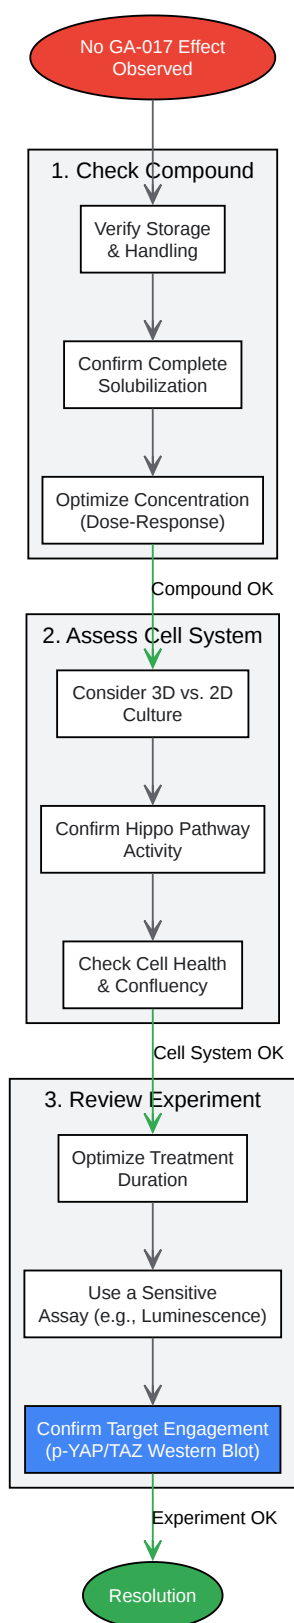 No GA-017 Effect
Observed
1. Check Compound
Verify Storage
& Handling
Confirm Complete
Solubilization
Optimize Concentration
(Dose-Response)
Compound OK
2. Assess Cell System
Consider 3D vs. 2D
Culture
Confirm Hippo Pathway
Activity
Check Cell Health
& Confluency
Cell System OK
3. Review Experiment
Optimize Treatment
Duration
Use a Sensitive
Assay (e.g., Luminescence)
Confirm Target Engagement
(p-YAP/TAZ Western Blot)
Experiment OK
Resolution